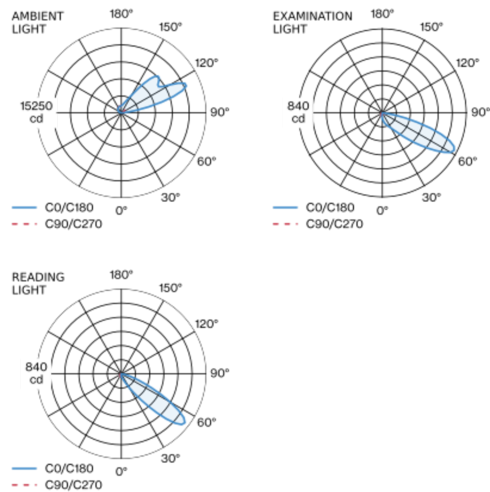 AMBIENT
LIGHT
180°
150°
120°
15250
cd
90°
60°
30°
0°
C0/C180
C90/C270
EXAMINATION
LIGHT
180°
150°
120°
840
cd
90°
60°
30°
0°
C0/C180
C90/C270
READING
LIGHT
180°
150°
120°
840
cd
90°
60°
30°
0°
C0/C180
C90/C270